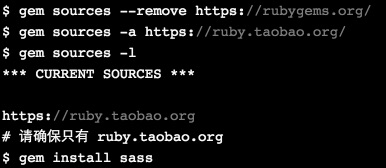 $ gem sources --remove https://rubygems.org/
$ gem sources -a https://ruby.taobao.org/
$ gem sources -l
*** CURRENT SOURCES ***
https://ruby.taobao.org
# 请确保只有 ruby.taobao.org
$ gem install sass